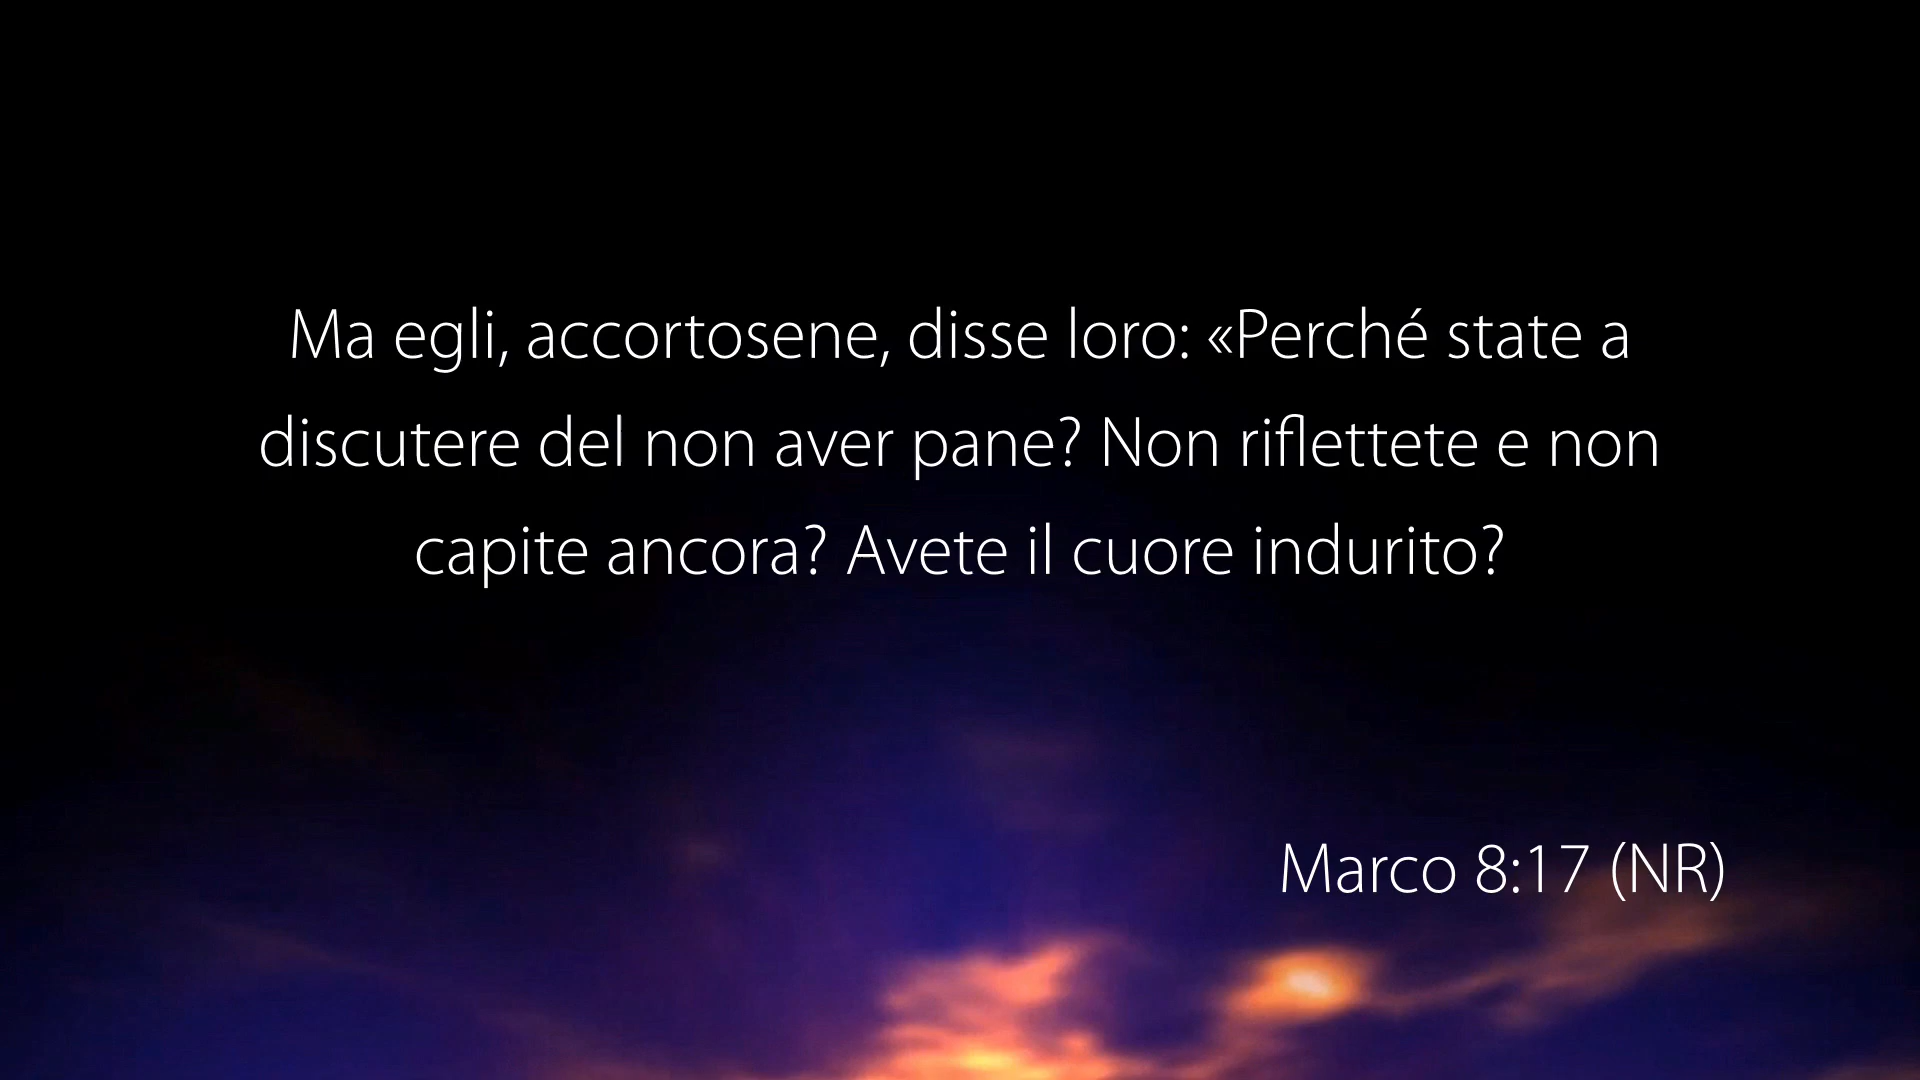 Ma egli, accortosene, disse loro: «Perché state a
discutere del non aver pane? Non riflettete e non
capite ancora? Avete il cuore indurito?
Marco 8:17 (NR)